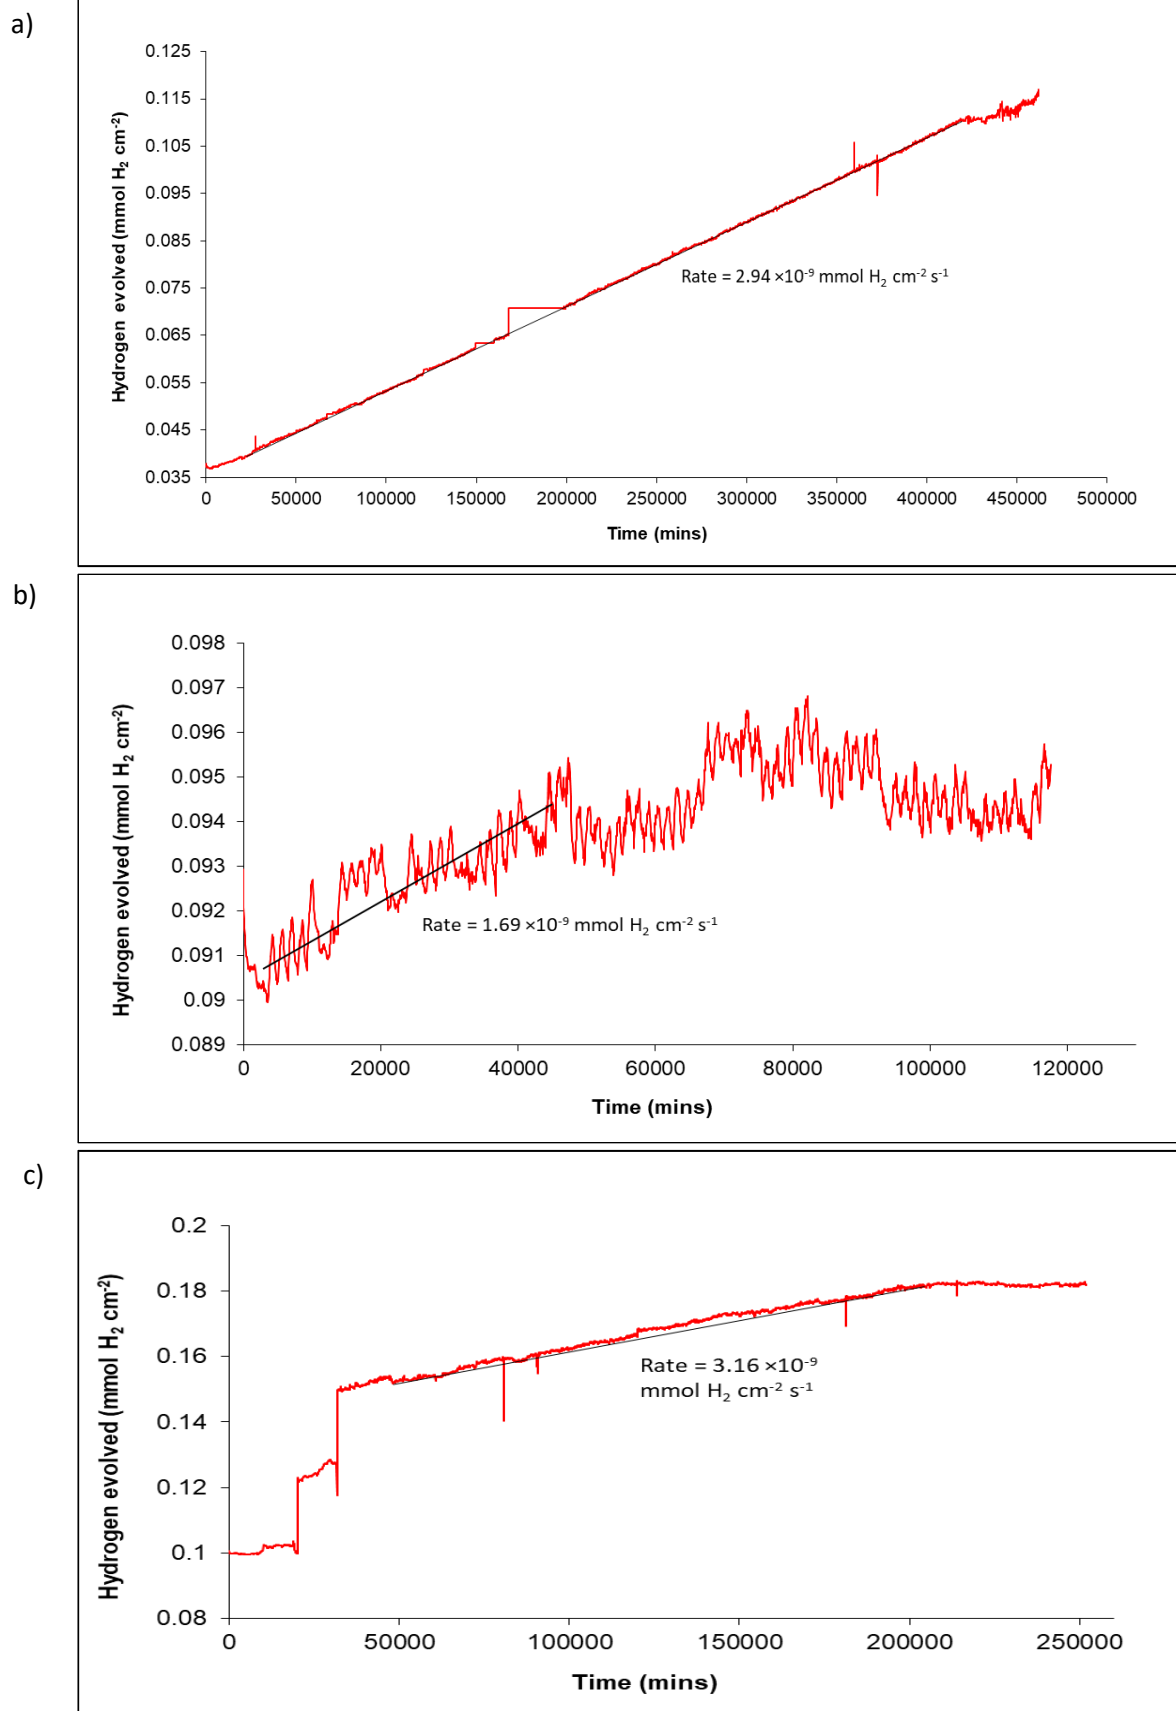 a)
0.125
0.115
0.105
0.095
0.085
0.075
0.065
0.055
0.045
0.035
Hydrogen evolved (mmol H₂ cm⁻²)
Rate = 2.94 ×10⁻⁹ mmol H₂ cm⁻² s⁻¹
0 50000 100000 150000 200000 250000 300000 350000 400000 450000 500000
Time (mins)
b)
0.098
0.097
0.096
0.095
0.094
0.093
0.092
0.091
0.09
0.089
Hydrogen evolved (mmol H₂ cm⁻²)
Rate = 1.69 ×10⁻⁹ mmol H₂ cm⁻² s⁻¹
0 20000 40000 60000 80000 100000 120000
Time (mins)
c)
0.2
0.18
0.16
0.14
0.12
0.1
0.08
Hydrogen evolved (mmol H₂ cm⁻²)
Rate = 3.16 ×10⁻⁹
mmol H₂ cm⁻² s⁻¹
0 50000 100000 150000 200000 250000
Time (mins)